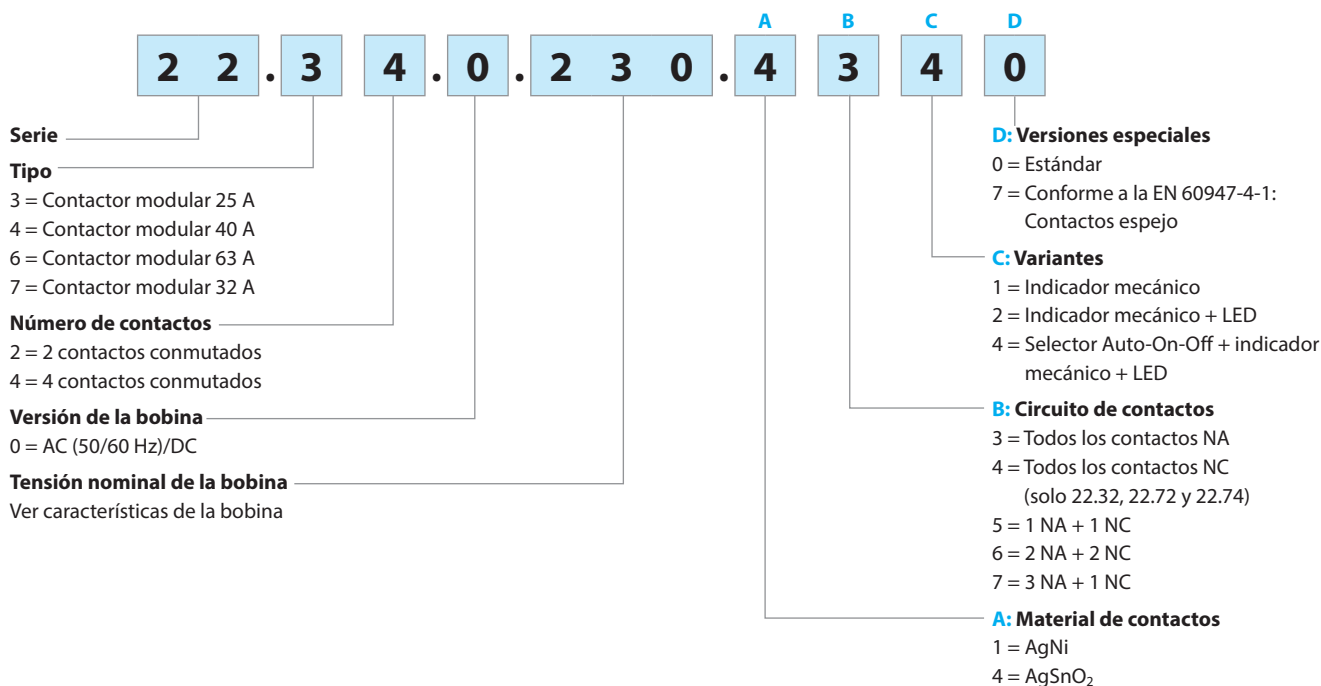 A B C D
2 2 . 3 4 . 0 . 2 3 0 . 4 3 4 0
Serie
Tipo
3 = Contactor modular 25 A
4 = Contactor modular 40 A
6 = Contactor modular 63 A
7 = Contactor modular 32 A
Número de contactos
2 = 2 contactos conmutados
4 = 4 contactos conmutados
Versión de la bobina
0 = AC (50/60 Hz)/DC
Tensión nominal de la bobina
Ver características de la bobina
D: Versiones especiales
0 = Estándar
7 = Conforme a la EN 60947-4-1:
Contactos espejo
C: Variantes
1 = Indicador mecánico
2 = Indicador mecánico + LED
4 = Selector Auto-On-Off + indicador
mecánico + LED
B: Circuito de contactos
3 = Todos los contactos NA
4 = Todos los contactos NC
(solo 22.32, 22.72 y 22.74)
5 = 1 NA + 1 NC
6 = 2 NA + 2 NC
7 = 3 NA + 1 NC
A: Material de contactos
1 = AgNi
4 = AgSnO₂